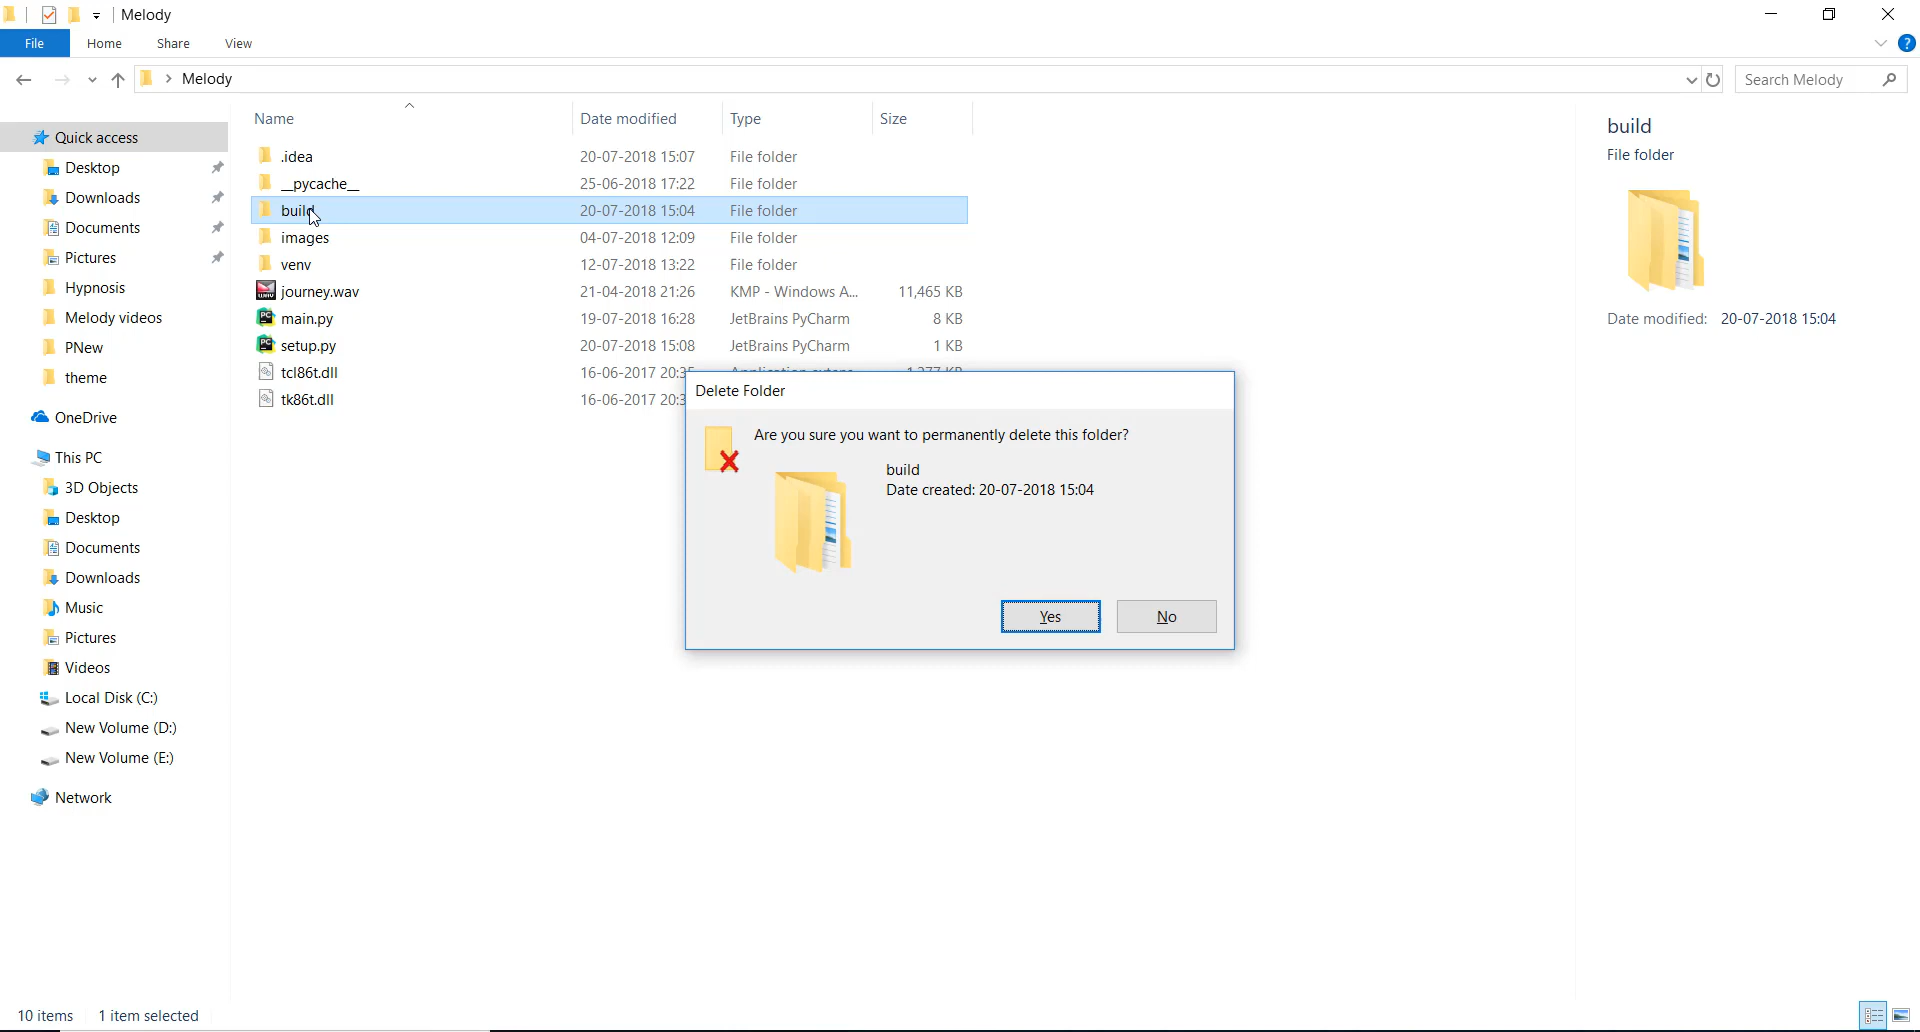 Melody
File Home Share View
Melody
Search Melody
Name Date modified Type Size
.idea 20-07-2018 15:07 File folder
__pycache__ 25-06-2018 17:22 File folder
build 20-07-2018 15:04 File folder
images 04-07-2018 12:09 File folder
venv 12-07-2018 13:22 File folder
journey.wav 21-04-2018 21:26 KMP - Windows A... 11,465 KB
main.py 19-07-2018 16:28 JetBrains PyCharm 8 KB
setup.py 20-07-2018 15:08 JetBrains PyCharm 1 KB
tcl86t.dll 16-06-2017
tk86t.dll 16-06-2017
Quick access
Desktop
Downloads
Documents
Pictures
Hypnosis
Melody videos
PNew
theme
OneDrive
This PC
3D Objects
Desktop
Documents
Downloads
Music
Pictures
Videos
Local Disk (C:)
New Volume (D:)
New Volume (E:)
Network
Delete Folder
Are you sure you want to permanently delete this folder?
build
Date created: 20-07-2018 15:04
Yes No
build
File folder
Date modified: 20-07-2018 15:04
10 items 1 item selected